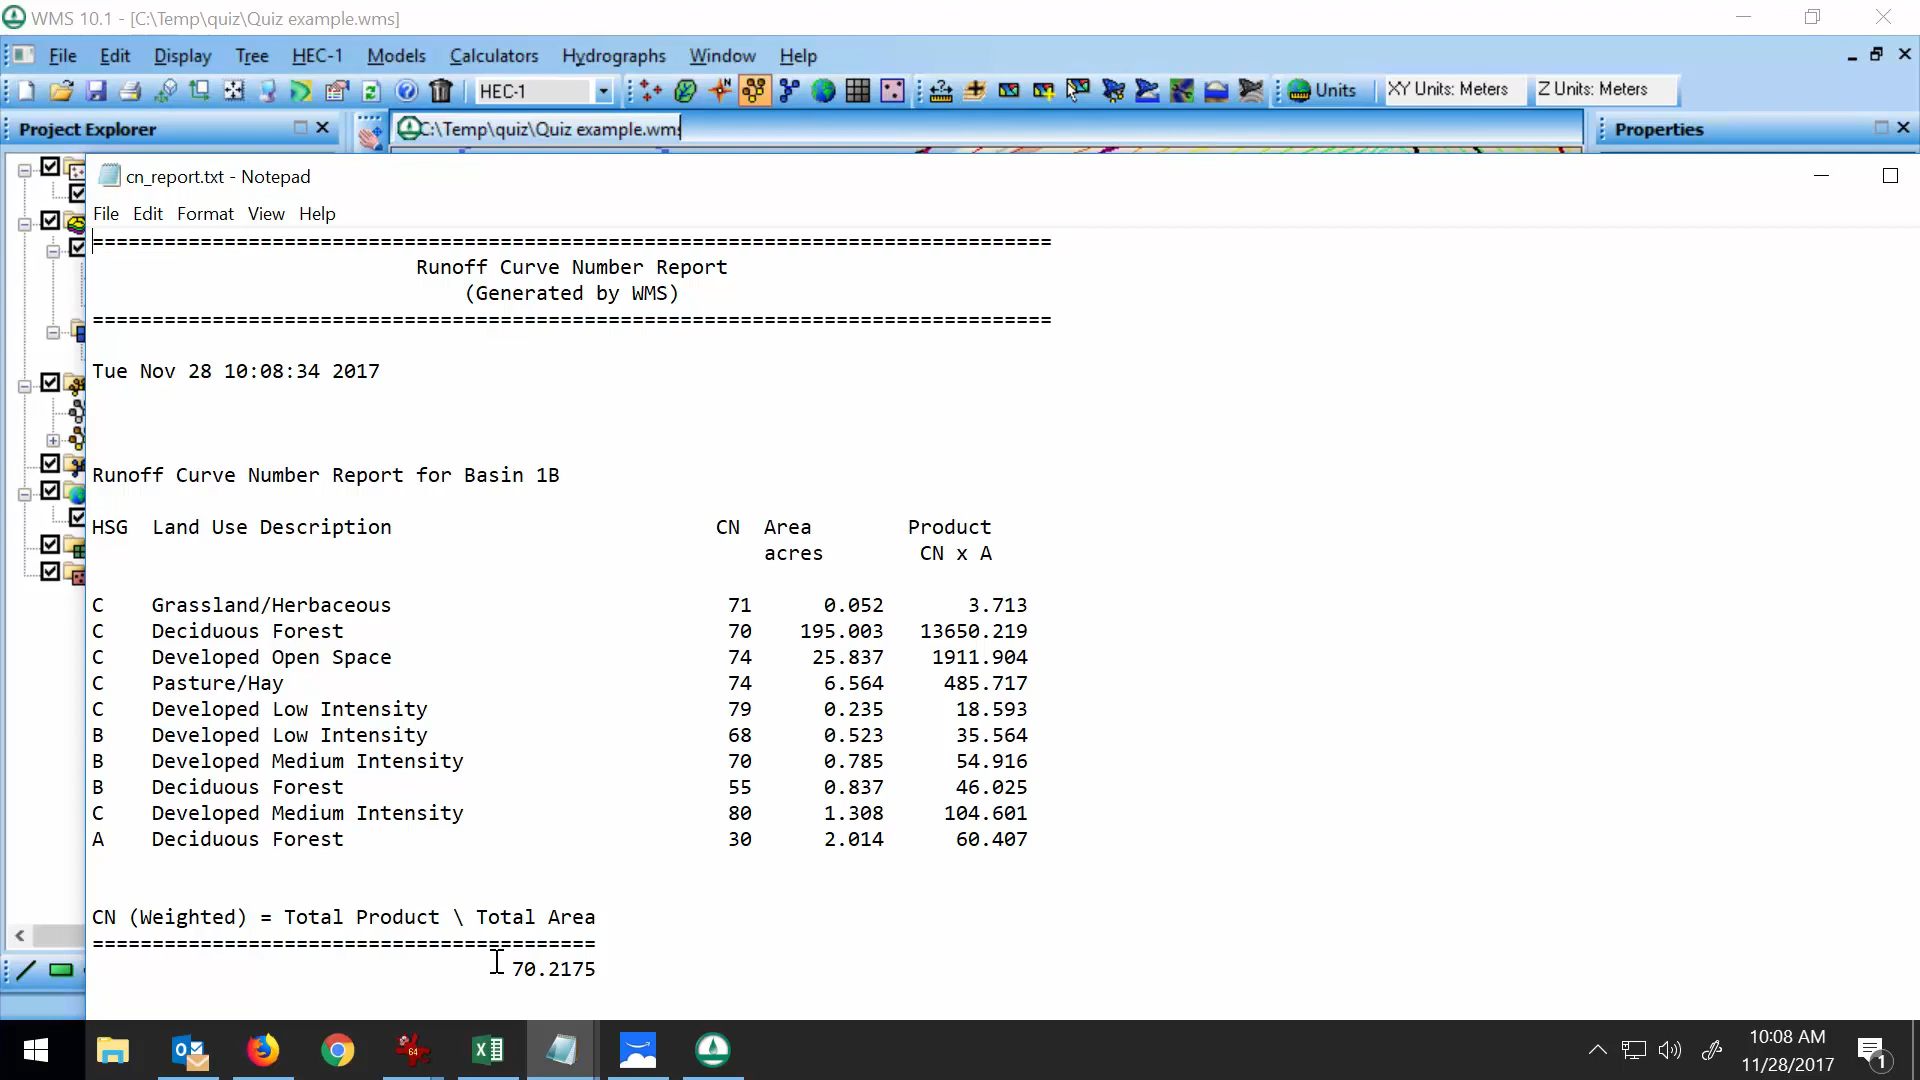 WMS 10.1 - [C:\Temp\quiz\Quiz example.wms]
File Edit Display Tree HEC-1 Models Calculators Hydrographs Window Help
HEC-1 Units XY Units: Meters Z Units: Meters
Project Explorer
C:\Temp\quiz\Quiz example.wms
Properties
cn_report.txt - Notepad
File Edit Format View Help
================================================================================
Runoff Curve Number Report
(Generated by WMS)
================================================================================
Tue Nov 28 10:08:34 2017
Runoff Curve Number Report for Basin 1B
HSG Land Use Description CN Area Product
acres CN x A
C Grassland/Herbaceous 71 0.052 3.713
C Deciduous Forest 70 195.003 13650.219
C Developed Open Space 74 25.837 1911.904
C Pasture/Hay 74 6.564 485.717
C Developed Low Intensity 79 0.235 18.593
B Developed Low Intensity 68 0.523 35.564
B Developed Medium Intensity 70 0.785 54.916
B Deciduous Forest 55 0.837 46.025
C Developed Medium Intensity 80 1.308 104.601
A Deciduous Forest 30 2.014 60.407
CN (Weighted) = Total Product \ Total Area
==========================================
70.2175
64
10:08 AM
11/28/2017
1